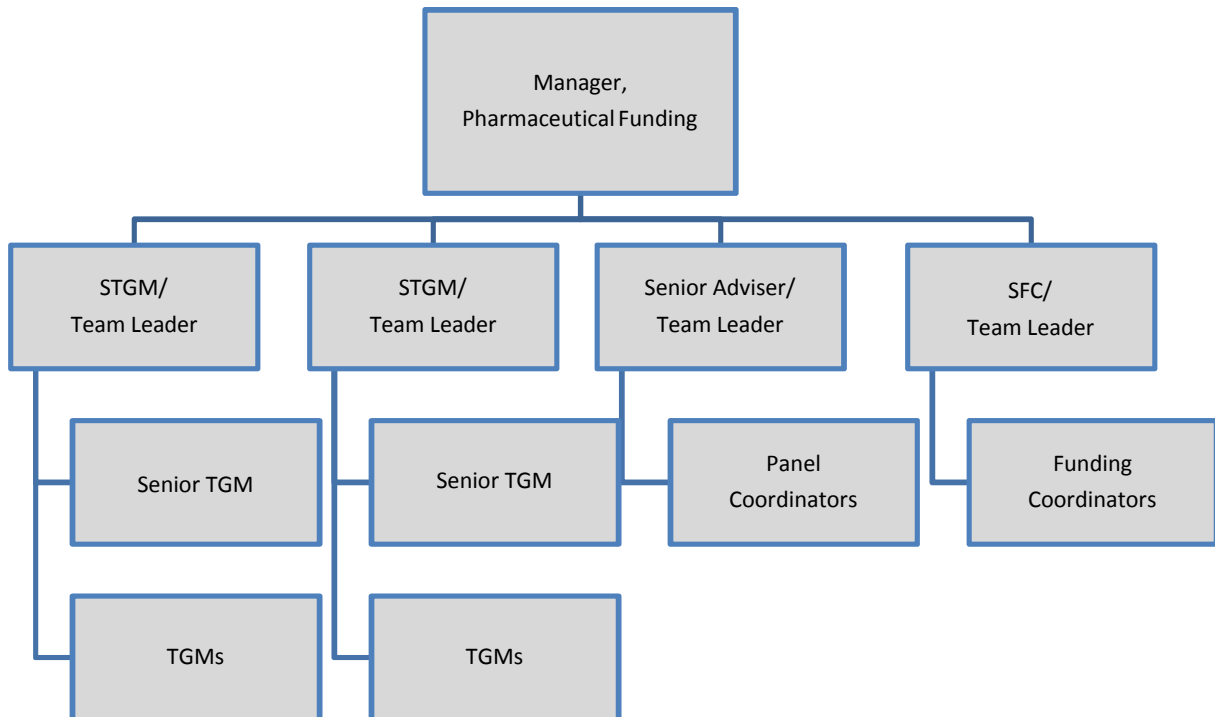 Manager,
Pharmaceutical Funding
STGM/
Team Leader
STGM/
Team Leader
Senior Adviser/
Team Leader
SFC/
Team Leader
Senior TGM
Senior TGM
Panel
Coordinators
Funding
Coordinators
TGMs
TGMs